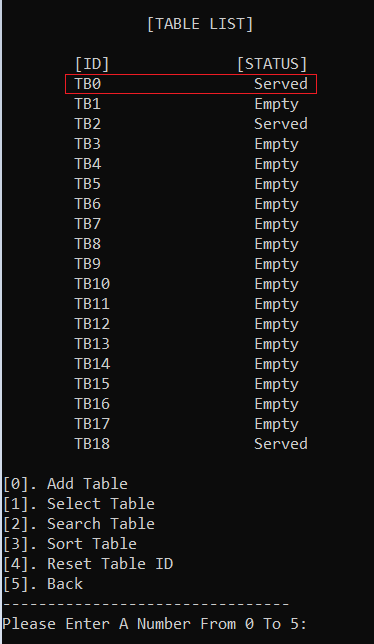 [TABLE LIST]
[ID] [STATUS]
TB0 Served
TB1 Empty
TB2 Served
TB3 Empty
TB4 Empty
TB5 Empty
TB6 Empty
TB7 Empty
TB8 Empty
TB9 Empty
TB10 Empty
TB11 Empty
TB12 Empty
TB13 Empty
TB14 Empty
TB15 Empty
TB16 Empty
TB17 Empty
TB18 Served
[0]. Add Table
[1]. Select Table
[2]. Search Table
[3]. Sort Table
[4]. Reset Table ID
[5]. Back
--------------------------------
Please Enter A Number From 0 To 5: